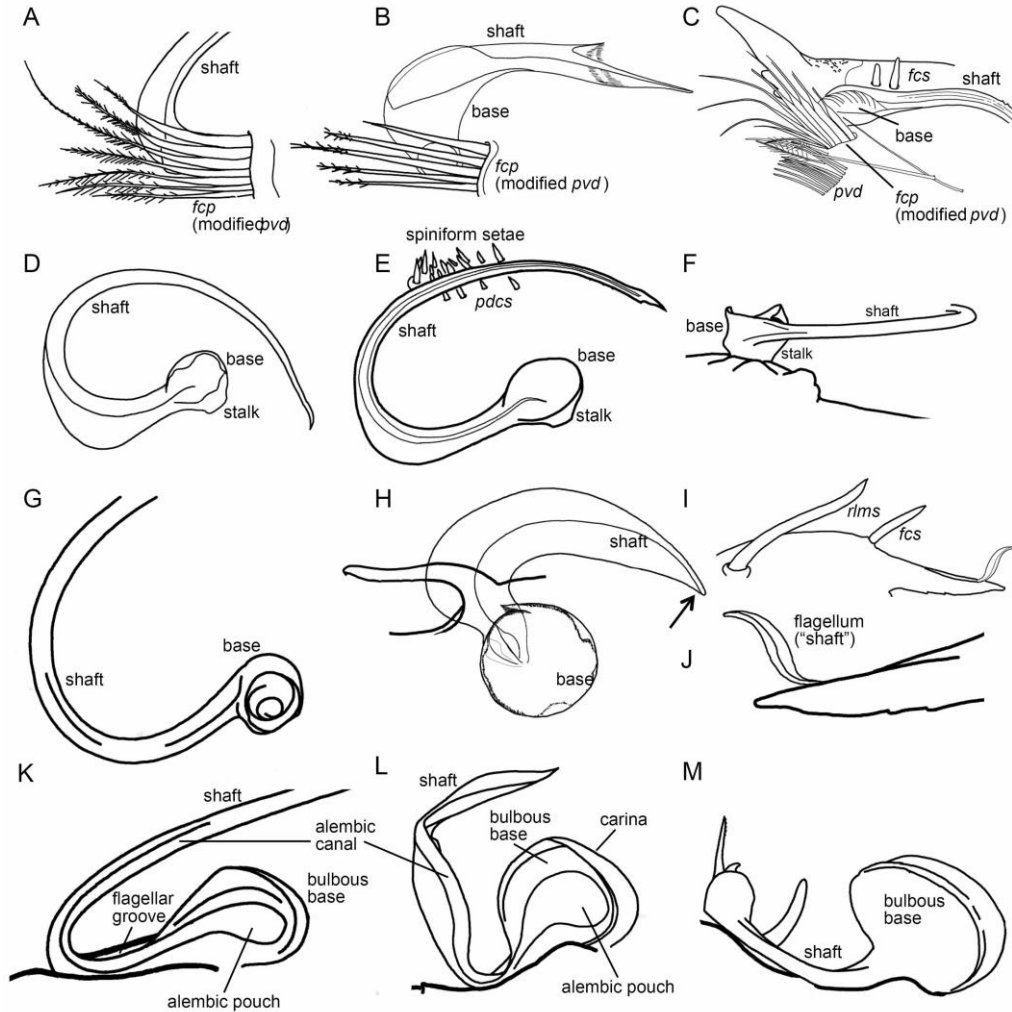 A
shaft
fcp
(modified pvd)
B
shaft
base
fcp
(modified pvd )
C
fcs
shaft
base
pvd
fcp
(modified pvd )
D
shaft
base
stalk
E
spiniform setae
pdcs
shaft
base
stalk
F
base
shaft
stalk
G
shaft
base
H
shaft
base
I
rlms
fcs
J
flagellum
("shaft")
K
shaft
alembic
canal
flagellar
groove
bulbous
base
alembic pouch
L
shaft
bulbous
base
carina
alembic pouch
M
bulbous
base
shaft